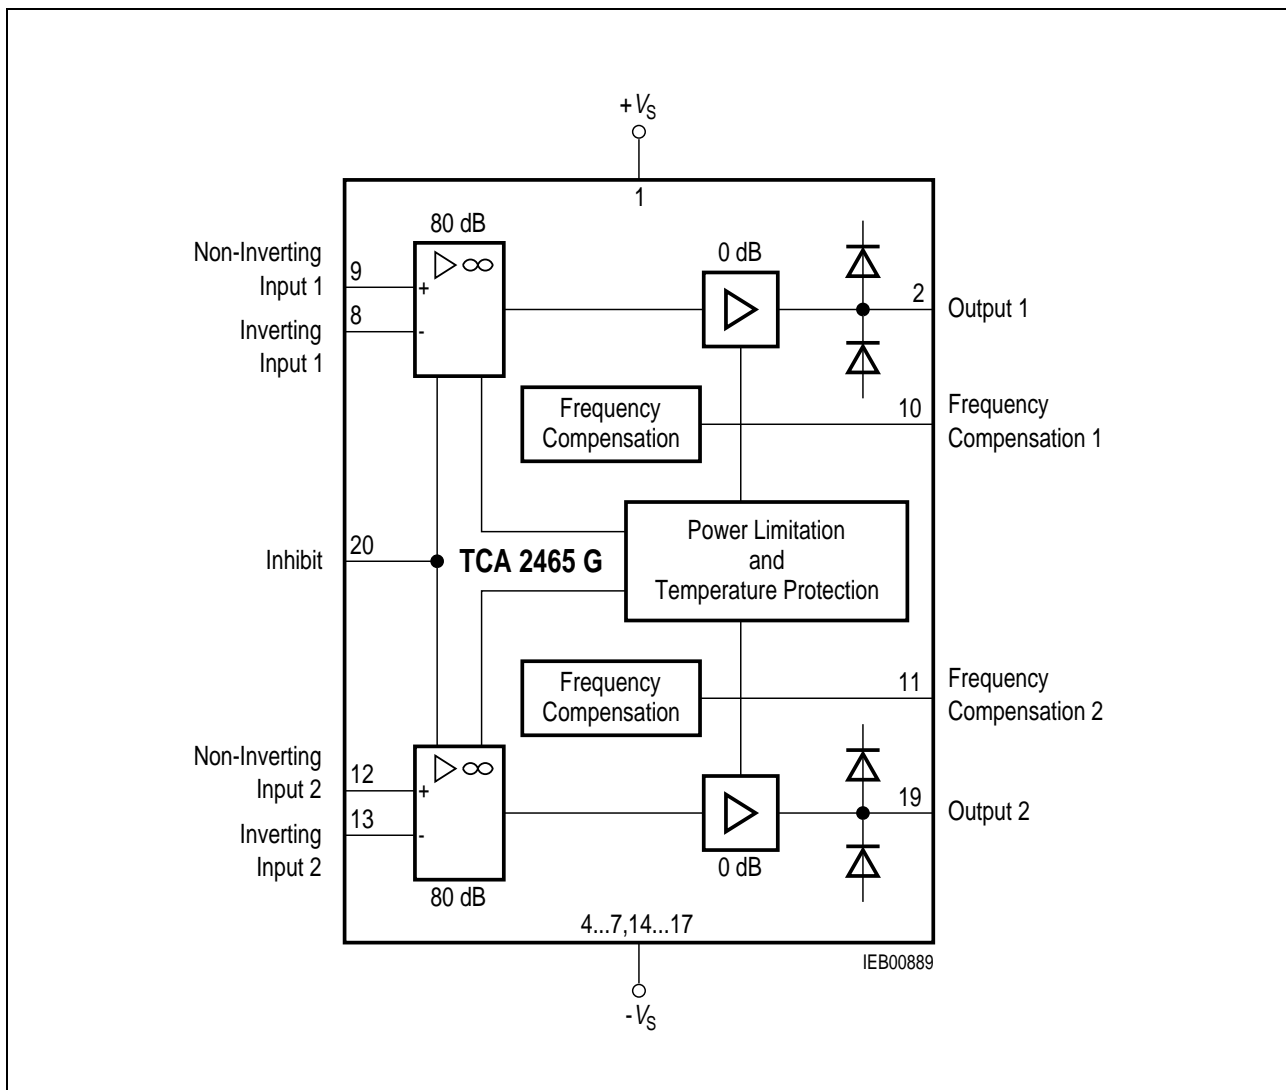 +VS
1
80 dB
Non-Inverting
Input 1
9
+
Inverting
Input 1
8
-
0 dB
2
Output 1
Frequency
Compensation
10
Frequency
Compensation 1
Inhibit
20
TCA 2465 G
Power Limitation
and
Temperature Protection
Frequency
Compensation
11
Frequency
Compensation 2
Non-Inverting
Input 2
12
+
Inverting
Input 2
13
-
80 dB
0 dB
19
Output 2
4...7,14...17
IEB00889
-VS